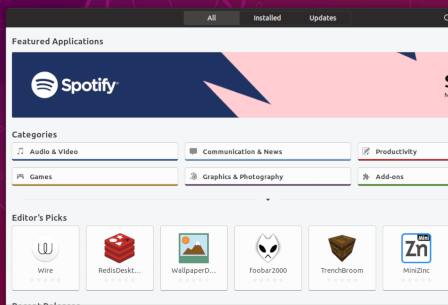 All Installed Updates
Featured Applications
Spotify
Categories
Audio & Video Communication & News Productivity
Games Graphics & Photography Add-ons
Editor's Picks
Wire RedisDeskt... WallpaperD... foobar2000 TrenchBroom Mini Zn MiniZinc